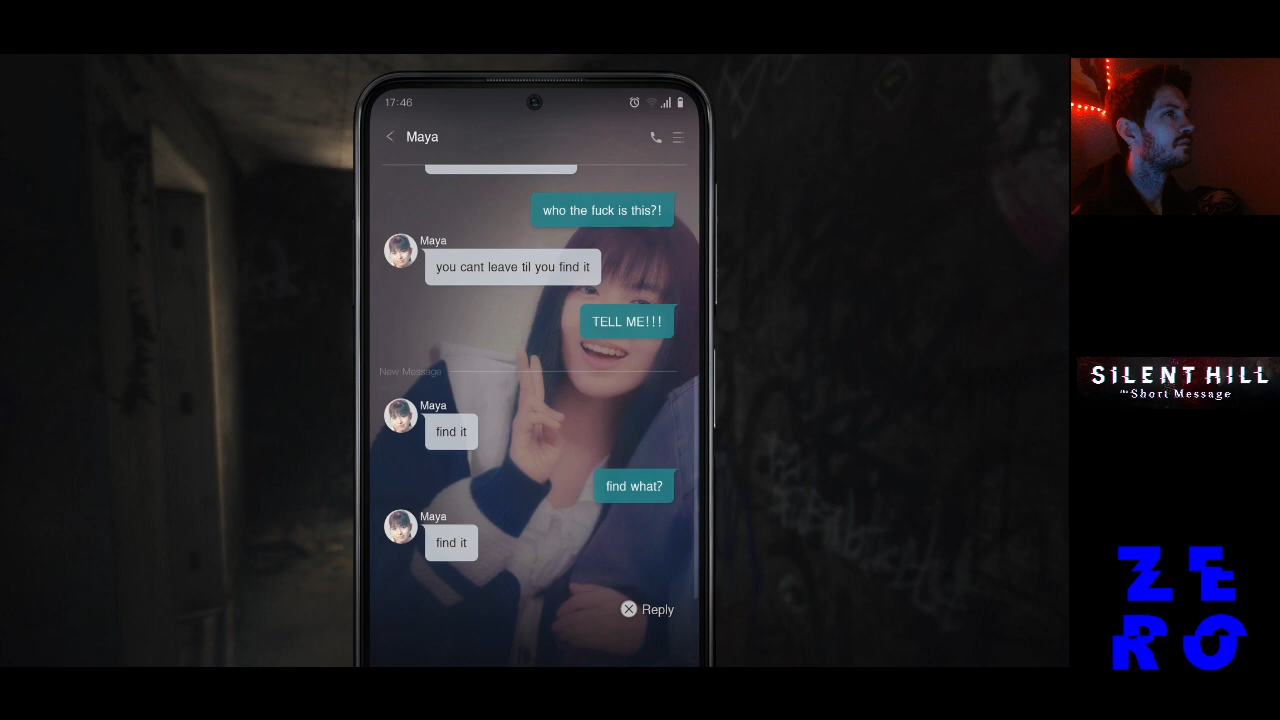 17:46
Maya
who the fuck is this?!
Maya
you cant leave til you find it
TELL ME!!!
New Message
Maya
find it
find what?
Maya
find it
Reply
SILENT HILL
The Short Message
ZE
RO